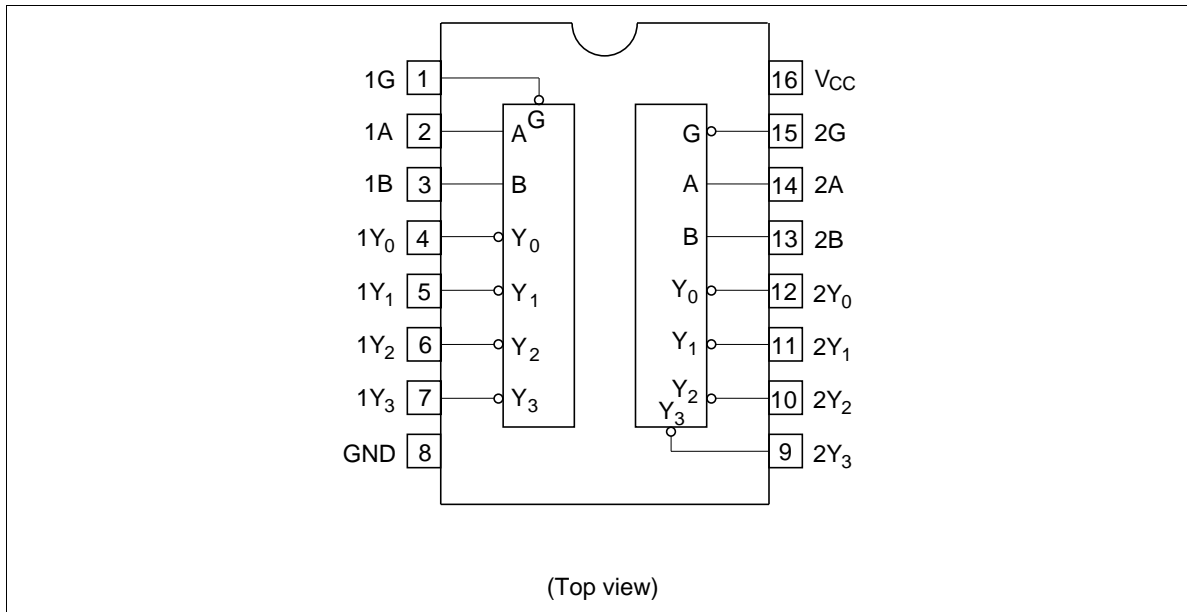 1G 1 16 VCC
G
1A 2 A G 15 2G
1B 3 B A 14 2A
B 13 2B
1Y0 4 Y0 Y0 12 2Y0
1Y1 5 Y1 Y1 11 2Y1
1Y2 6 Y2 Y2 10 2Y2
1Y3 7 Y3 Y3 9 2Y3
GND 8
(Top view)